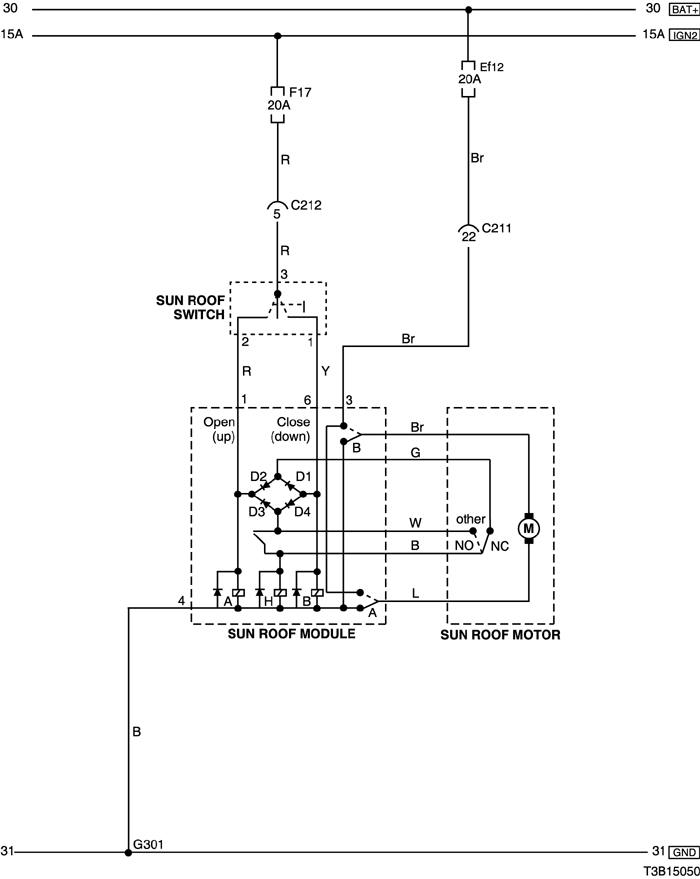 30 30 BAT+
15A 15A IGN2
Ef12
20A
F17
20A
R Br
C212
5
C211
22
R
3
SUN ROOF
SWITCH
2 1
Br
R Y
1 6 3
Open Close
(up) (down)
Br
B
G
D2 D1
D3 D4
W other
M
B NO NC
4 A H B L
A
SUN ROOF MODULE SUN ROOF MOTOR
B
G301
31 31 GND
T3B15050